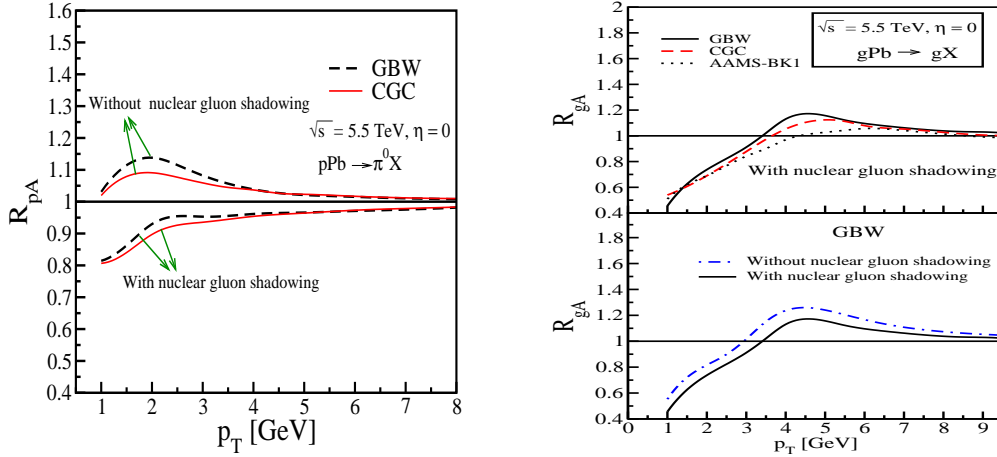 1.6
1.5
1.4
1.3
1.2
1.1
1
0.9
0.8
0.7
0.6
0.5
0.4
R_pA
GBW
CGC
Without nuclear gluon shadowing
√s = 5.5 TeV, η = 0
pPb → π⁰X
With nuclear gluon shadowing
1 2 3 4 5 6 7 8
p_T [GeV]
2
1.8
1.6
1.4
1.2
1
0.8
0.6
0.4
R_gA
GBW
CGC
AAMS-BK1
√s = 5.5 TeV, η = 0
gPb → gX
With nuclear gluon shadowing
1.8
1.6
1.4
1.2
1
0.8
0.6
0.4
R_gA
GBW
Without nuclear gluon shadowing
With nuclear gluon shadowing
0 1 2 3 4 5 6 7 8 9
p_T [GeV]